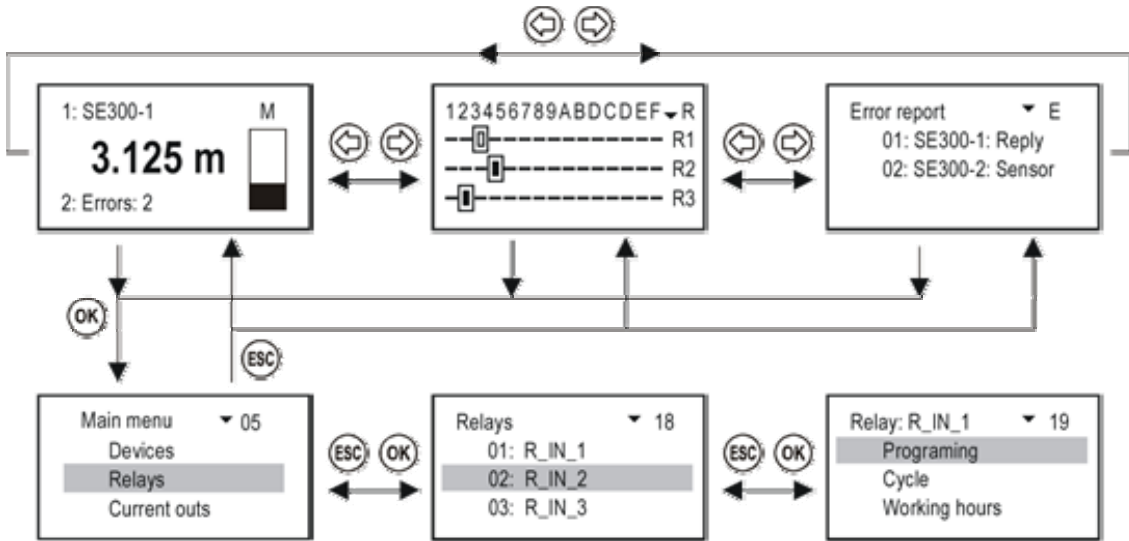 1: SE300-1 M
3.125 m
2: Errors: 2
123456789ABDCDEF R
R1
R2
R3
Error report E
01: SE300-1: Reply
02: SE300-2: Sensor
OK
ESC
Main menu 05
Devices
Relays
Current outs
ESC OK
Relays 18
01: R_IN_1
02: R_IN_2
03: R_IN_3
ESC OK
Relay: R_IN_1 19
Programing
Cycle
Working hours